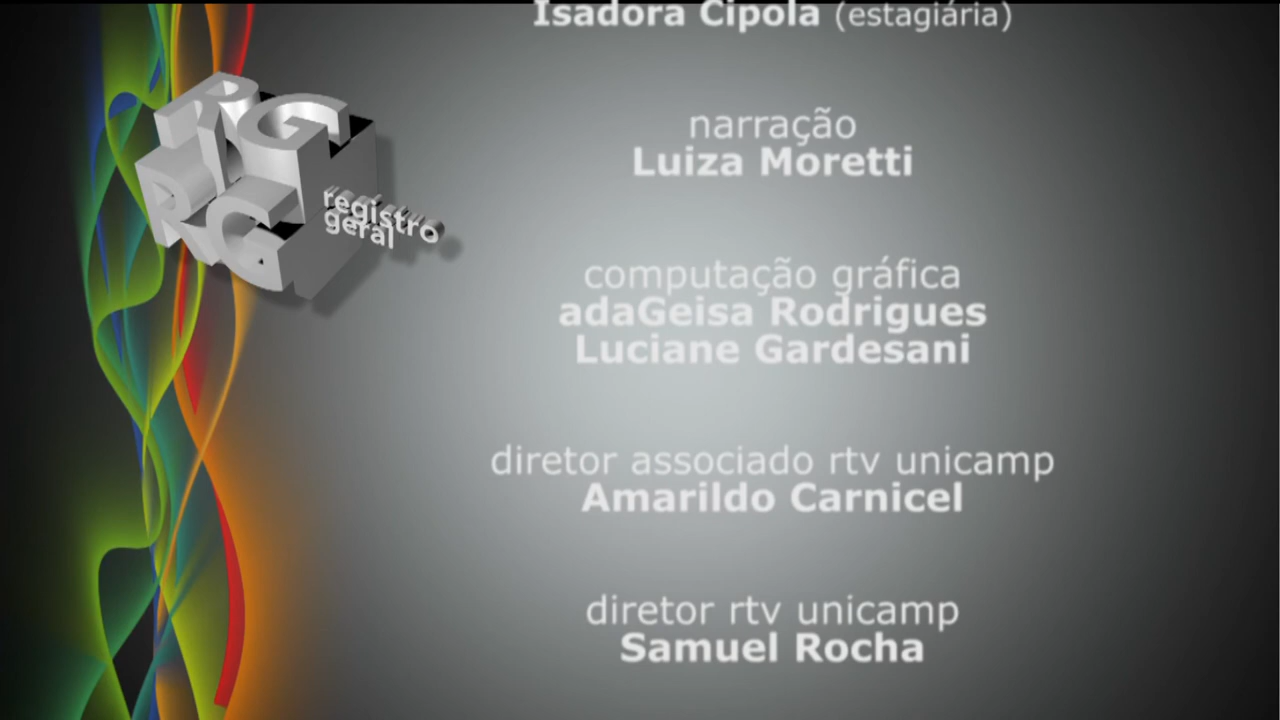 Isadora Cipola (estagiária)
RG
RG
registro
geral
narração
Luiza Moretti
computação gráfica
adaGeisa Rodrigues
Luciane Gardesani
diretor associado rtv unicamp
Amarildo Carnicel
diretor rtv unicamp
Samuel Rocha